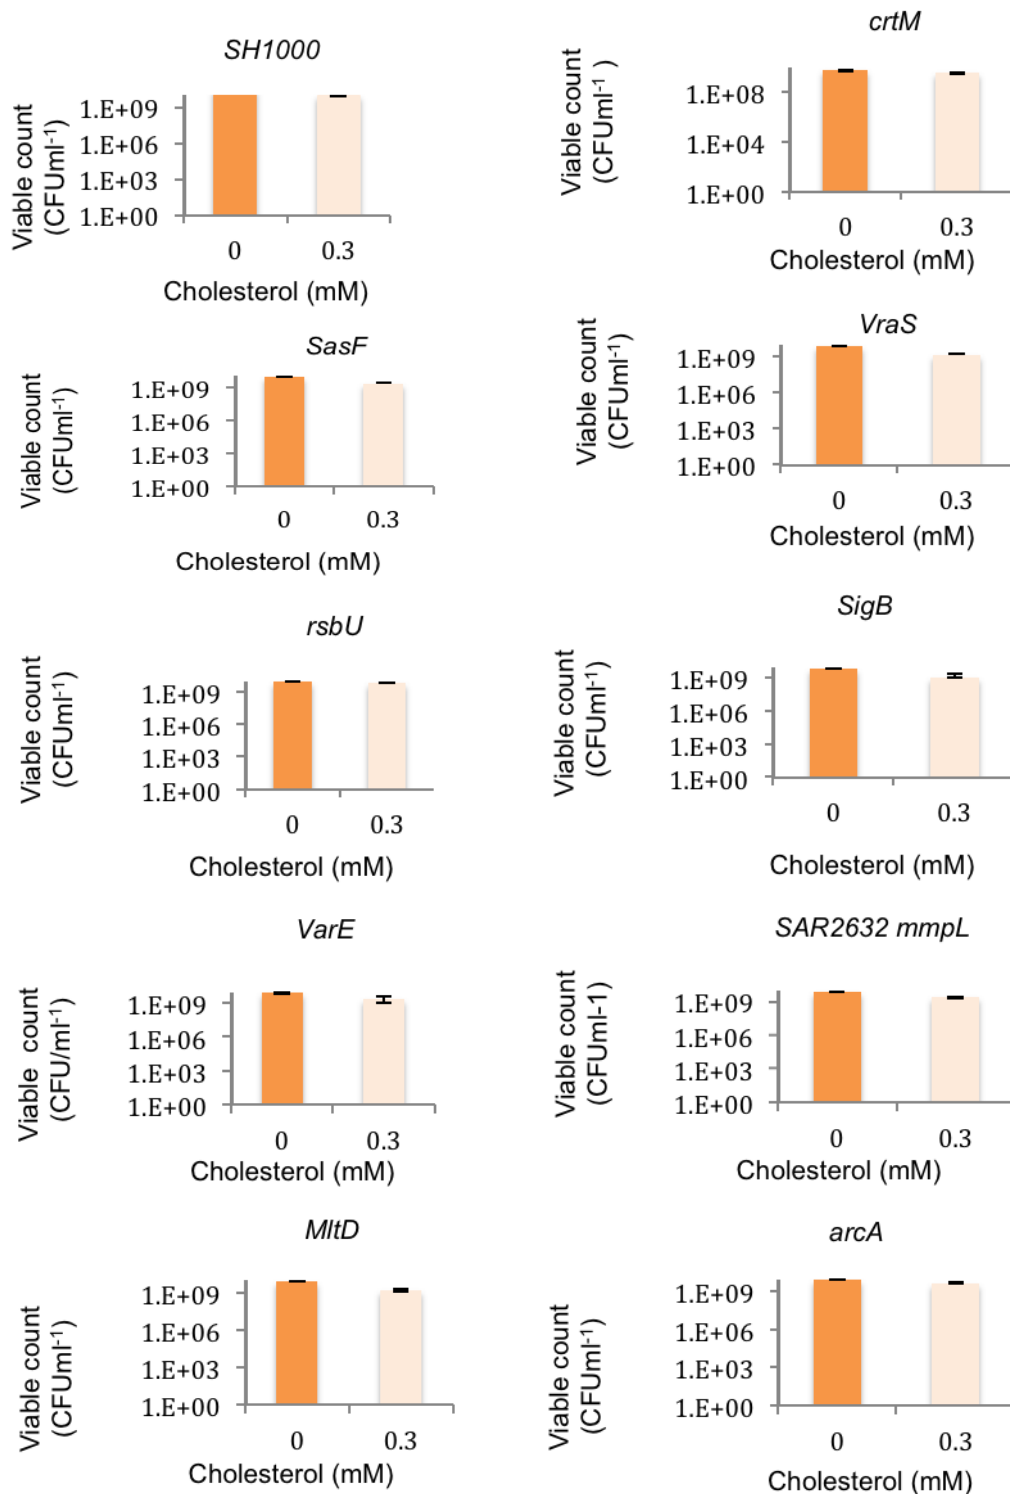 SH1000
Viable count
(CFUml-1)
1.E+09
1.E+06
1.E+03
1.E+00
0 0.3
Cholesterol (mM)
crtM
Viable count
(CFUml-1 )
1.E+08
1.E+04
1.E+00
0 0.3
Cholesterol (mM)
SasF
Viable count
(CFUml-1)
1.E+09
1.E+06
1.E+03
1.E+00
0 0.3
Cholesterol (mM)
VraS
Viable count
(CFUml-1)
1.E+09
1.E+06
1.E+03
1.E+00
0 0.3
Cholesterol (mM)
rsbU
Viable count
(CFUml-1)
1.E+09
1.E+06
1.E+03
1.E+00
0 0.3
Cholesterol (mM)
SigB
Viable count
(CFUml-1)
1.E+09
1.E+06
1.E+03
1.E+00
0 0.3
Cholesterol (mM)
VarE
Viable count
(CFU/ml-1)
1.E+09
1.E+06
1.E+03
1.E+00
0 0.3
Cholesterol (mM)
SAR2632 mmpL
Viable count
(CFUml-1)
1.E+09
1.E+06
1.E+03
1.E+00
0 0.3
Cholesterol (mM)
MltD
Viable count
(CFUml-1)
1.E+09
1.E+06
1.E+03
1.E+00
0 0.3
Cholesterol (mM)
arcA
Viable count
(CFUml-1)
1.E+09
1.E+06
1.E+03
1.E+00
0 0.3
Cholesterol (mM)